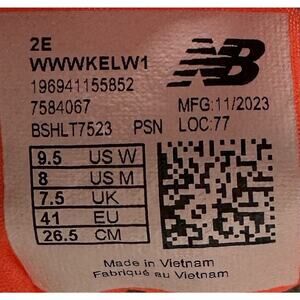 2E
WWWKELW1 NB
196941155852
7584067 MFG:11/2023
BSHLT7523 PSN LOC:77
9.5 US W
8 US M
7.5 UK
41 EU
26.5 CM
Made in Vietnam
Fabriqué au Vietnam